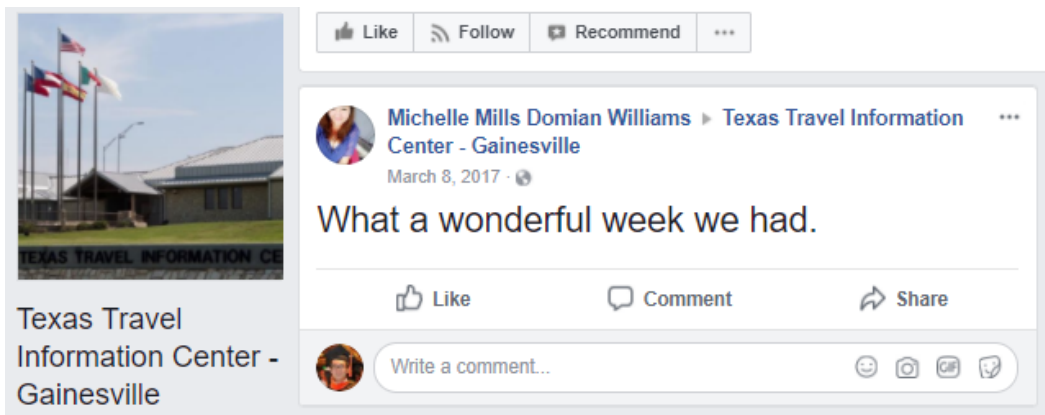 TEXAS TRAVEL INFORMATION CE
Texas Travel
Information Center -
Gainesville
Like Follow Recommend
Michelle Mills Domian Williams Texas Travel Information
Center - Gainesville
March 8, 2017 ·
What a wonderful week we had.
Like Comment Share
Write a comment...
GIF